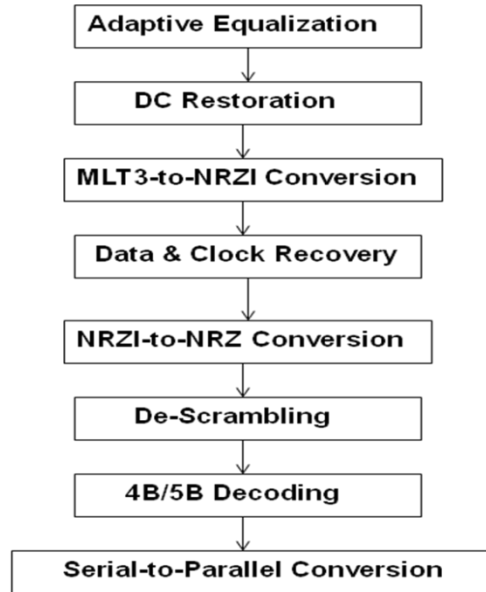 Adaptive Equalization
DC Restoration
MLT3-to-NRZI Conversion
Data & Clock Recovery
NRZI-to-NRZ Conversion
De-Scrambling
4B/5B Decoding
Serial-to-Parallel Conversion